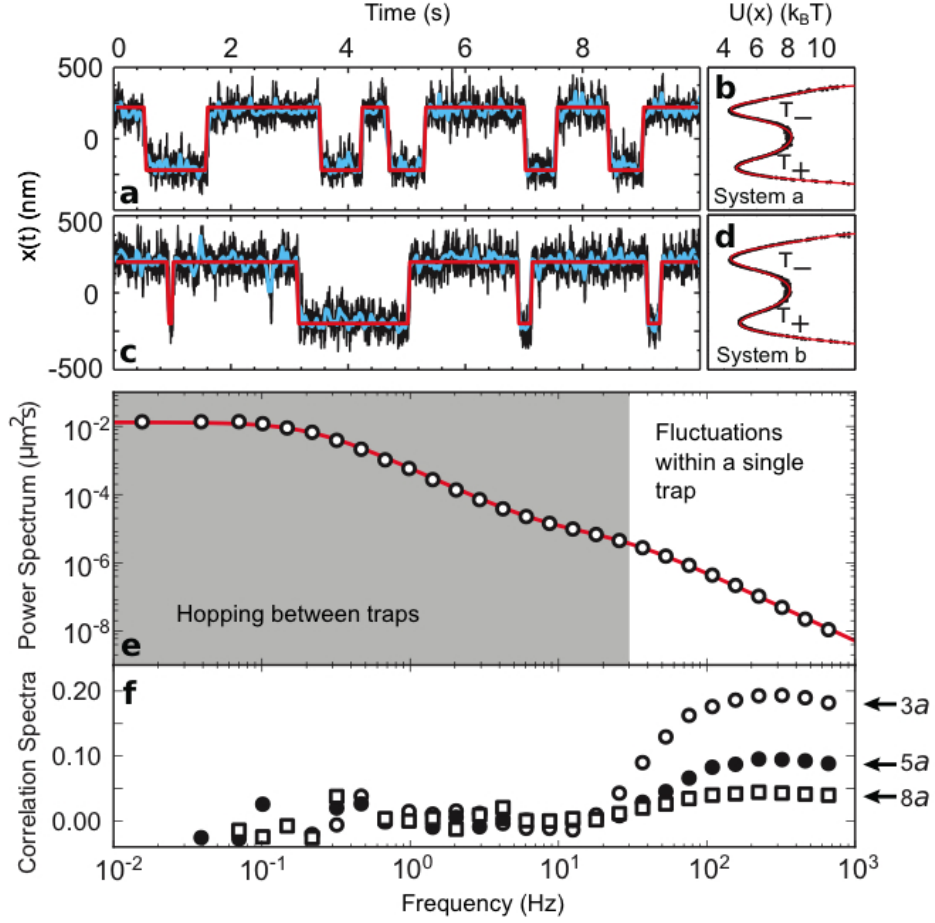 Time (s)
U(x) (k_BT)
0 2 4 6 8
4 6 8 10
500
0
a
b
T_
T+
System a
x(t) (nm)
500
0
-500
c
d
T_
T+
System b
Power Spectrum (μm²s)
10⁻²
10⁻⁴
10⁻⁶
10⁻⁸
Fluctuations
within a single
trap
Hopping between traps
e
Correlation Spectra
f
0.20
0.10
0.00
3a
5a
8a
10⁻² 10⁻¹ 10⁰ 10¹ 10² 10³
Frequency (Hz)